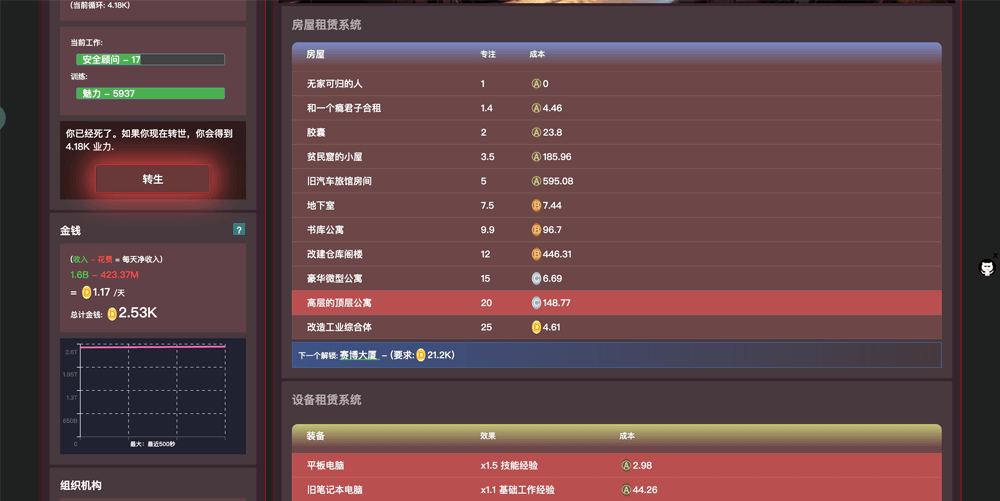 (当前循环: 4.18K)
当前工作:
安全顾问 – 17
训练:
魅力 – 5937
你已经死了。如果你现在转世，你会得到
4.18K 业力.
转生
金钱
?
(收入 – 花费 = 每天净收入)
1.6B – 423.37M
= D 1.17 /天
总计金钱: D 2.53K
2.6T
1.95T
1.3T
650B
0
最大: 最近500秒
组织机构
房屋租赁系统
房屋 专注 成本
无家可归的人 1 A 0
和一个瘾君子合租 1.4 A 4.46
胶囊 2 A 23.8
贫民窟的小屋 3.5 A 185.96
旧汽车旅馆房间 5 A 595.08
地下室 7.5 B 7.44
书库公寓 9.9 B 96.7
改建仓库阁楼 12 B 446.31
豪华微型公寓 15 C 6.69
高层的顶层公寓 20 C 148.77
改造工业综合体 25 D 4.61
下一个解锁: 赛博大厦 – (要求: D 21.2K)
设备租赁系统
装备 效果 成本
平板电脑 x1.5 技能经验 A 2.98
旧笔记本电脑 x1.1 基础工作经验 A 44.26